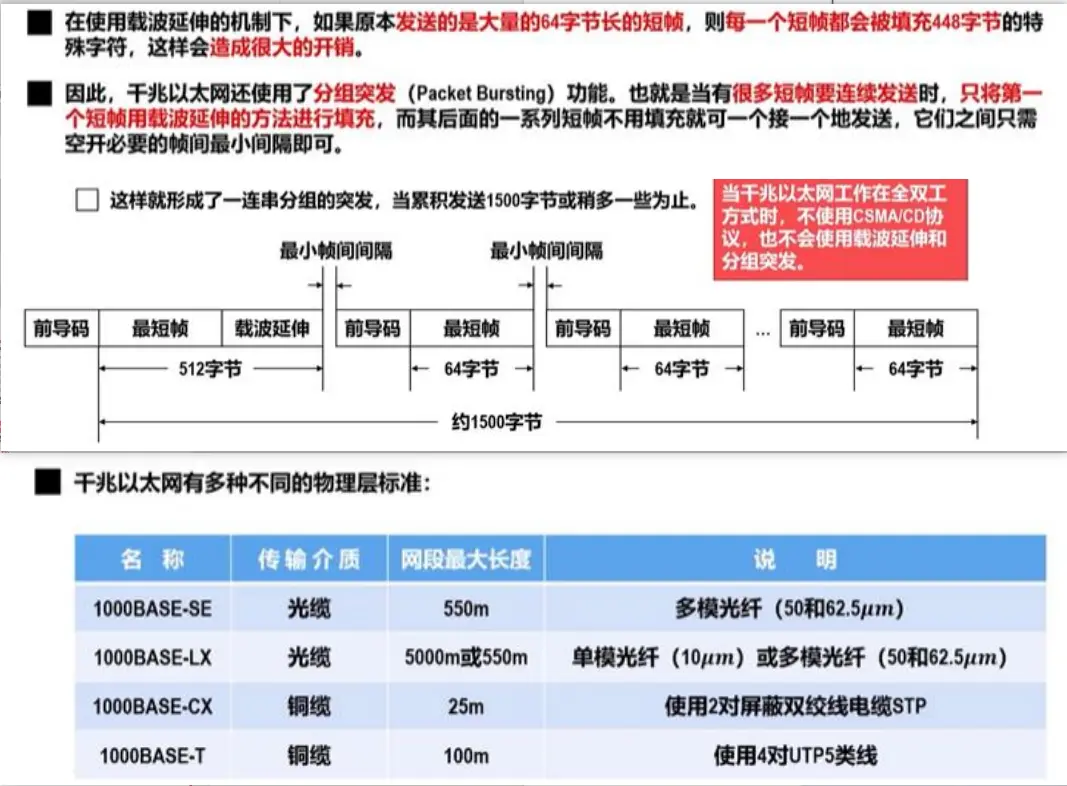 在使用载波延伸的机制下，如果原本发送的是大量的64字节长的短帧，则每一个短帧都会被填充448字节的特
殊字符，这样会造成很大的开销。
因此，千兆以太网还使用了分组突发（Packet Bursting）功能。也就是当有很多短帧要连续发送时，只将第一
个短帧用载波延伸的方法进行填充，而其后面的一系列短帧不用填充就可一个接一个地发送，它们之间只需
空开必要的帧间最小间隔即可。
这样就形成了一连串分组的突发，当累积发送1500字节或稍多一些为止。
当千兆以太网工作在全双工
方式时，不使用CSMA/CD协
议，也不会使用载波延伸和
分组突发。
最小帧间间隔 最小帧间间隔
前导码 最短帧 载波延伸 前导码 最短帧 前导码 最短帧 ... 前导码 最短帧
512字节 64字节 64字节 64字节
约1500字节
千兆以太网有多种不同的物理层标准：
名 称 传输介质 网段最大长度 说 明
1000BASE-SE 光缆 550m 多模光纤（50和62.5μm）
1000BASE-LX 光缆 5000m或550m 单模光纤（10μm）或多模光纤（50和62.5μm）
1000BASE-CX 铜缆 25m 使用2对屏蔽双绞线电缆STP
1000BASE-T 铜缆 100m 使用4对UTP5类线